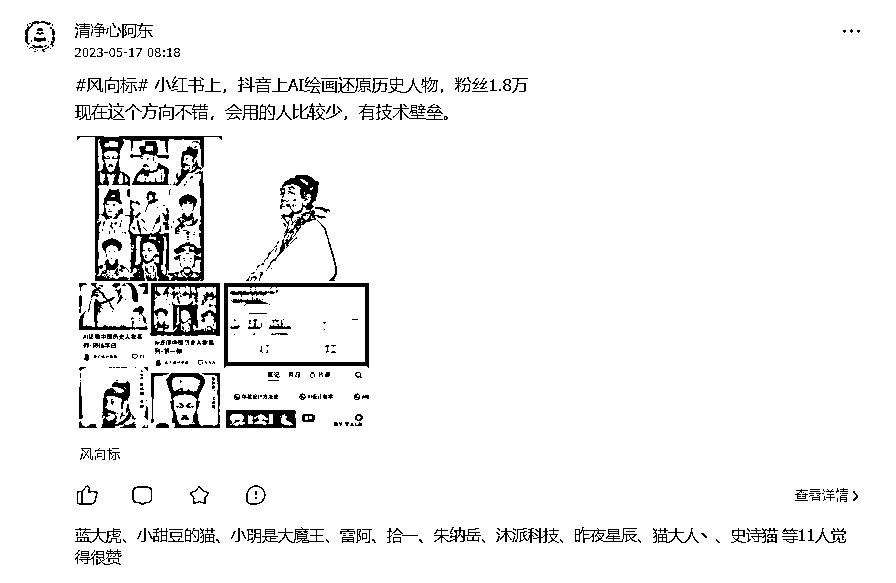 清净心阿东
2023-05-17 08:18
#风向标# 小红书上，抖音上AI绘画还原历史人物，粉丝1.8万
现在这个方向不错，会用的人比较少，有技术壁垒。
风向标
查看详情
蓝大虎、小甜豆的猫、小明是大魔王、雷阿、拾一、朱纳岳、沐派科技、昨夜星辰、猫大人丶、史诗猫 等11人觉
得很赞